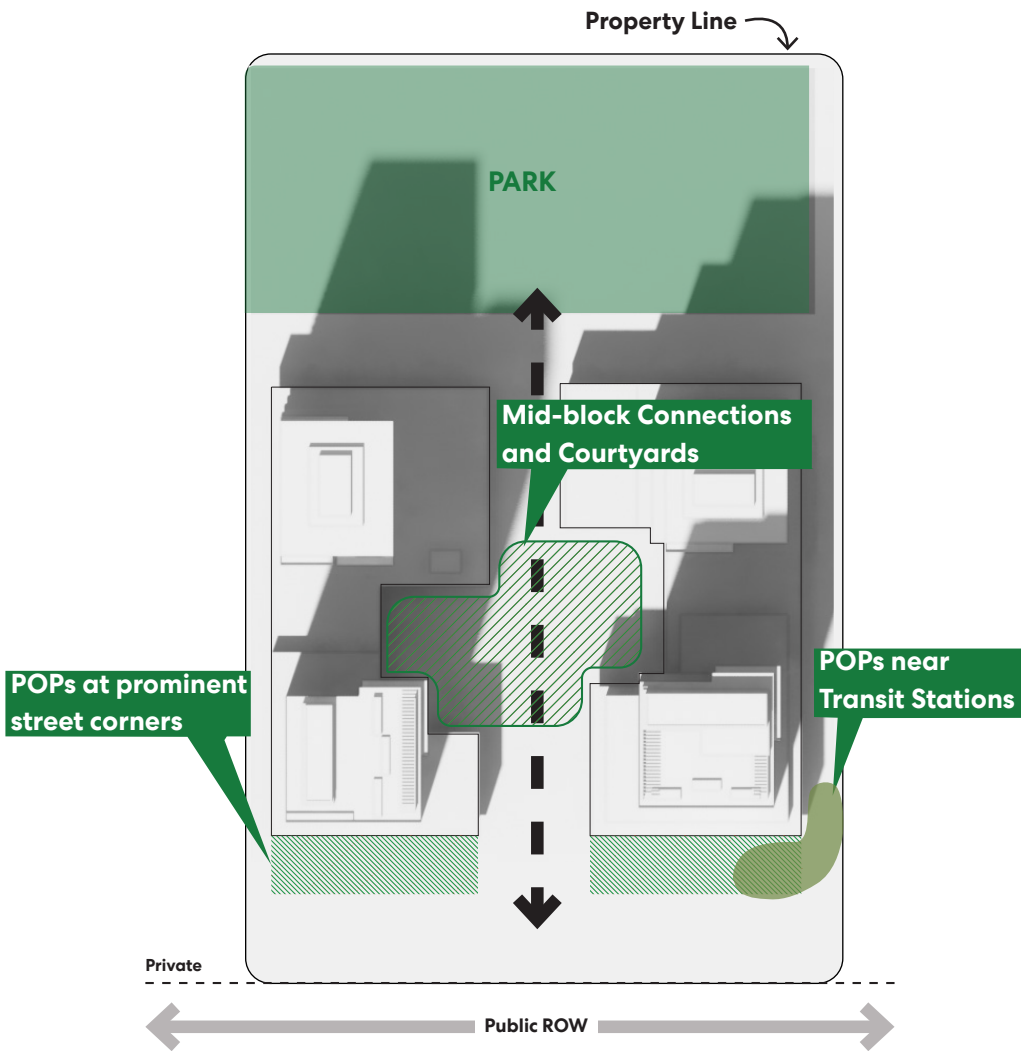 Property Line
PARK
Mid-block Connections
and Courtyards
POPs at prominent
street corners
POPs near
Transit Stations
Private
Public ROW